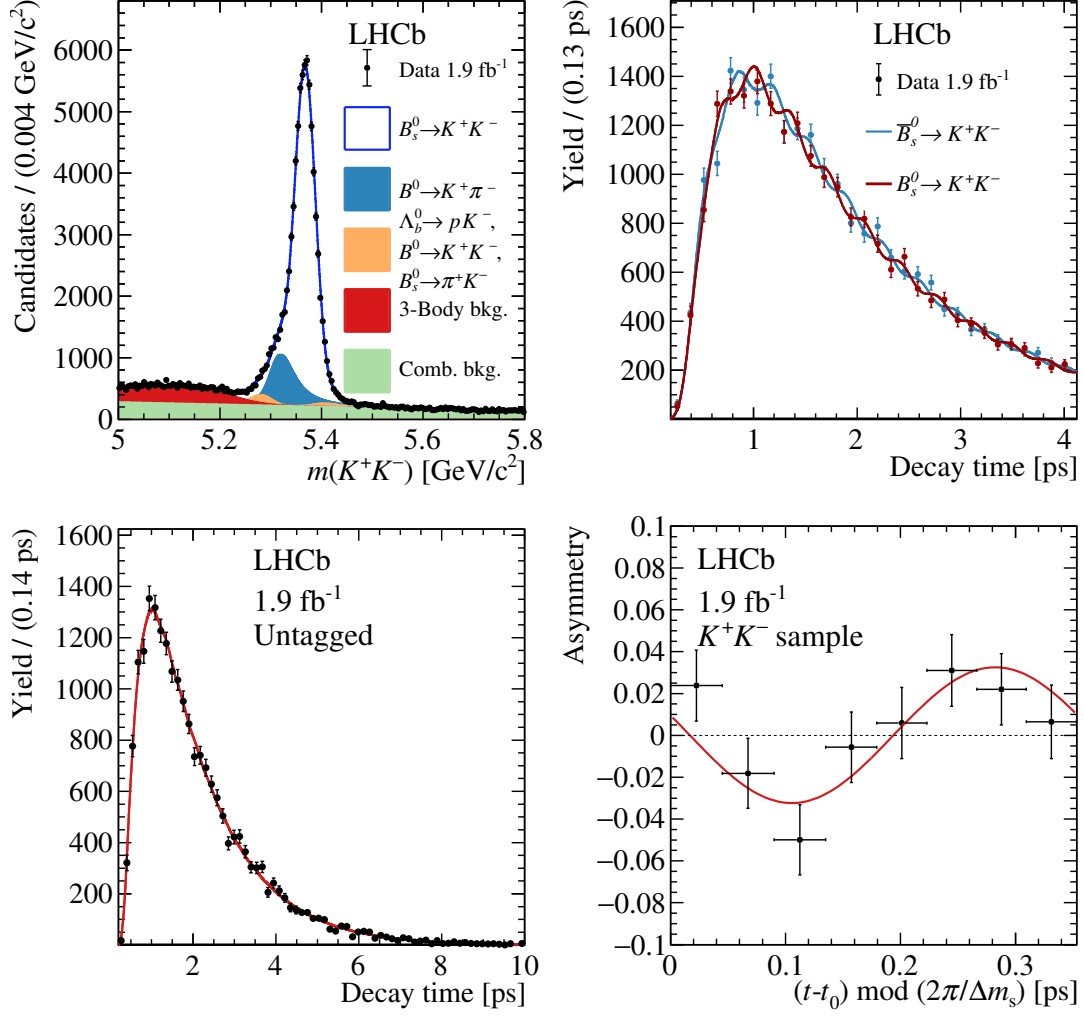 LHCb
Data 1.9 fb⁻¹
B⁰ₛ→K⁺K⁻
B⁰→K⁺π⁻
Λ⁰_b→pK⁻,
B⁰→K⁺K⁻,
B⁰ₛ→π⁺K⁻
3-Body bkg.
Comb. bkg.
Candidates / (0.004 GeV/c²)
6000
5000
4000
3000
2000
1000
0
5 5.2 5.4 5.6 5.8
m(K⁺K⁻) [GeV/c²]
LHCb
Data 1.9 fb⁻¹
B̅⁰ₛ→K⁺K⁻
B⁰ₛ→K⁺K⁻
Yield / (0.13 ps)
1600
1400
1200
1000
800
600
400
200
1 2 3 4
Decay time [ps]
LHCb
1.9 fb⁻¹
Untagged
Yield / (0.14 ps)
1600
1400
1200
1000
800
600
400
200
2 4 6 8 10
Decay time [ps]
LHCb
1.9 fb⁻¹
K⁺K⁻ sample
Asymmetry
0.1
0.08
0.06
0.04
0.02
0
−0.02
−0.04
−0.06
−0.08
−0.1
0 0.1 0.2 0.3
(t-t₀) mod (2π/Δmₛ) [ps]